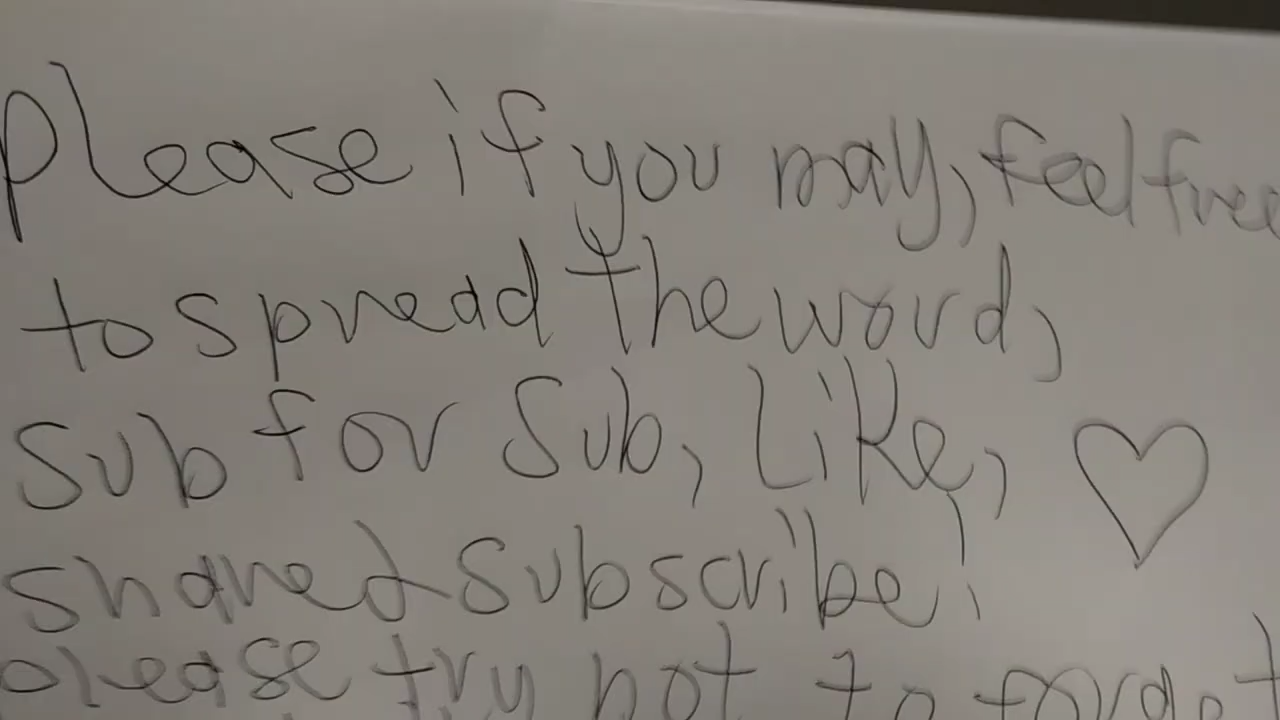 Please if you may, feel free
to spread the word,
Sub for Sub, Like, ♡
share & subscribe!
please try not to forget